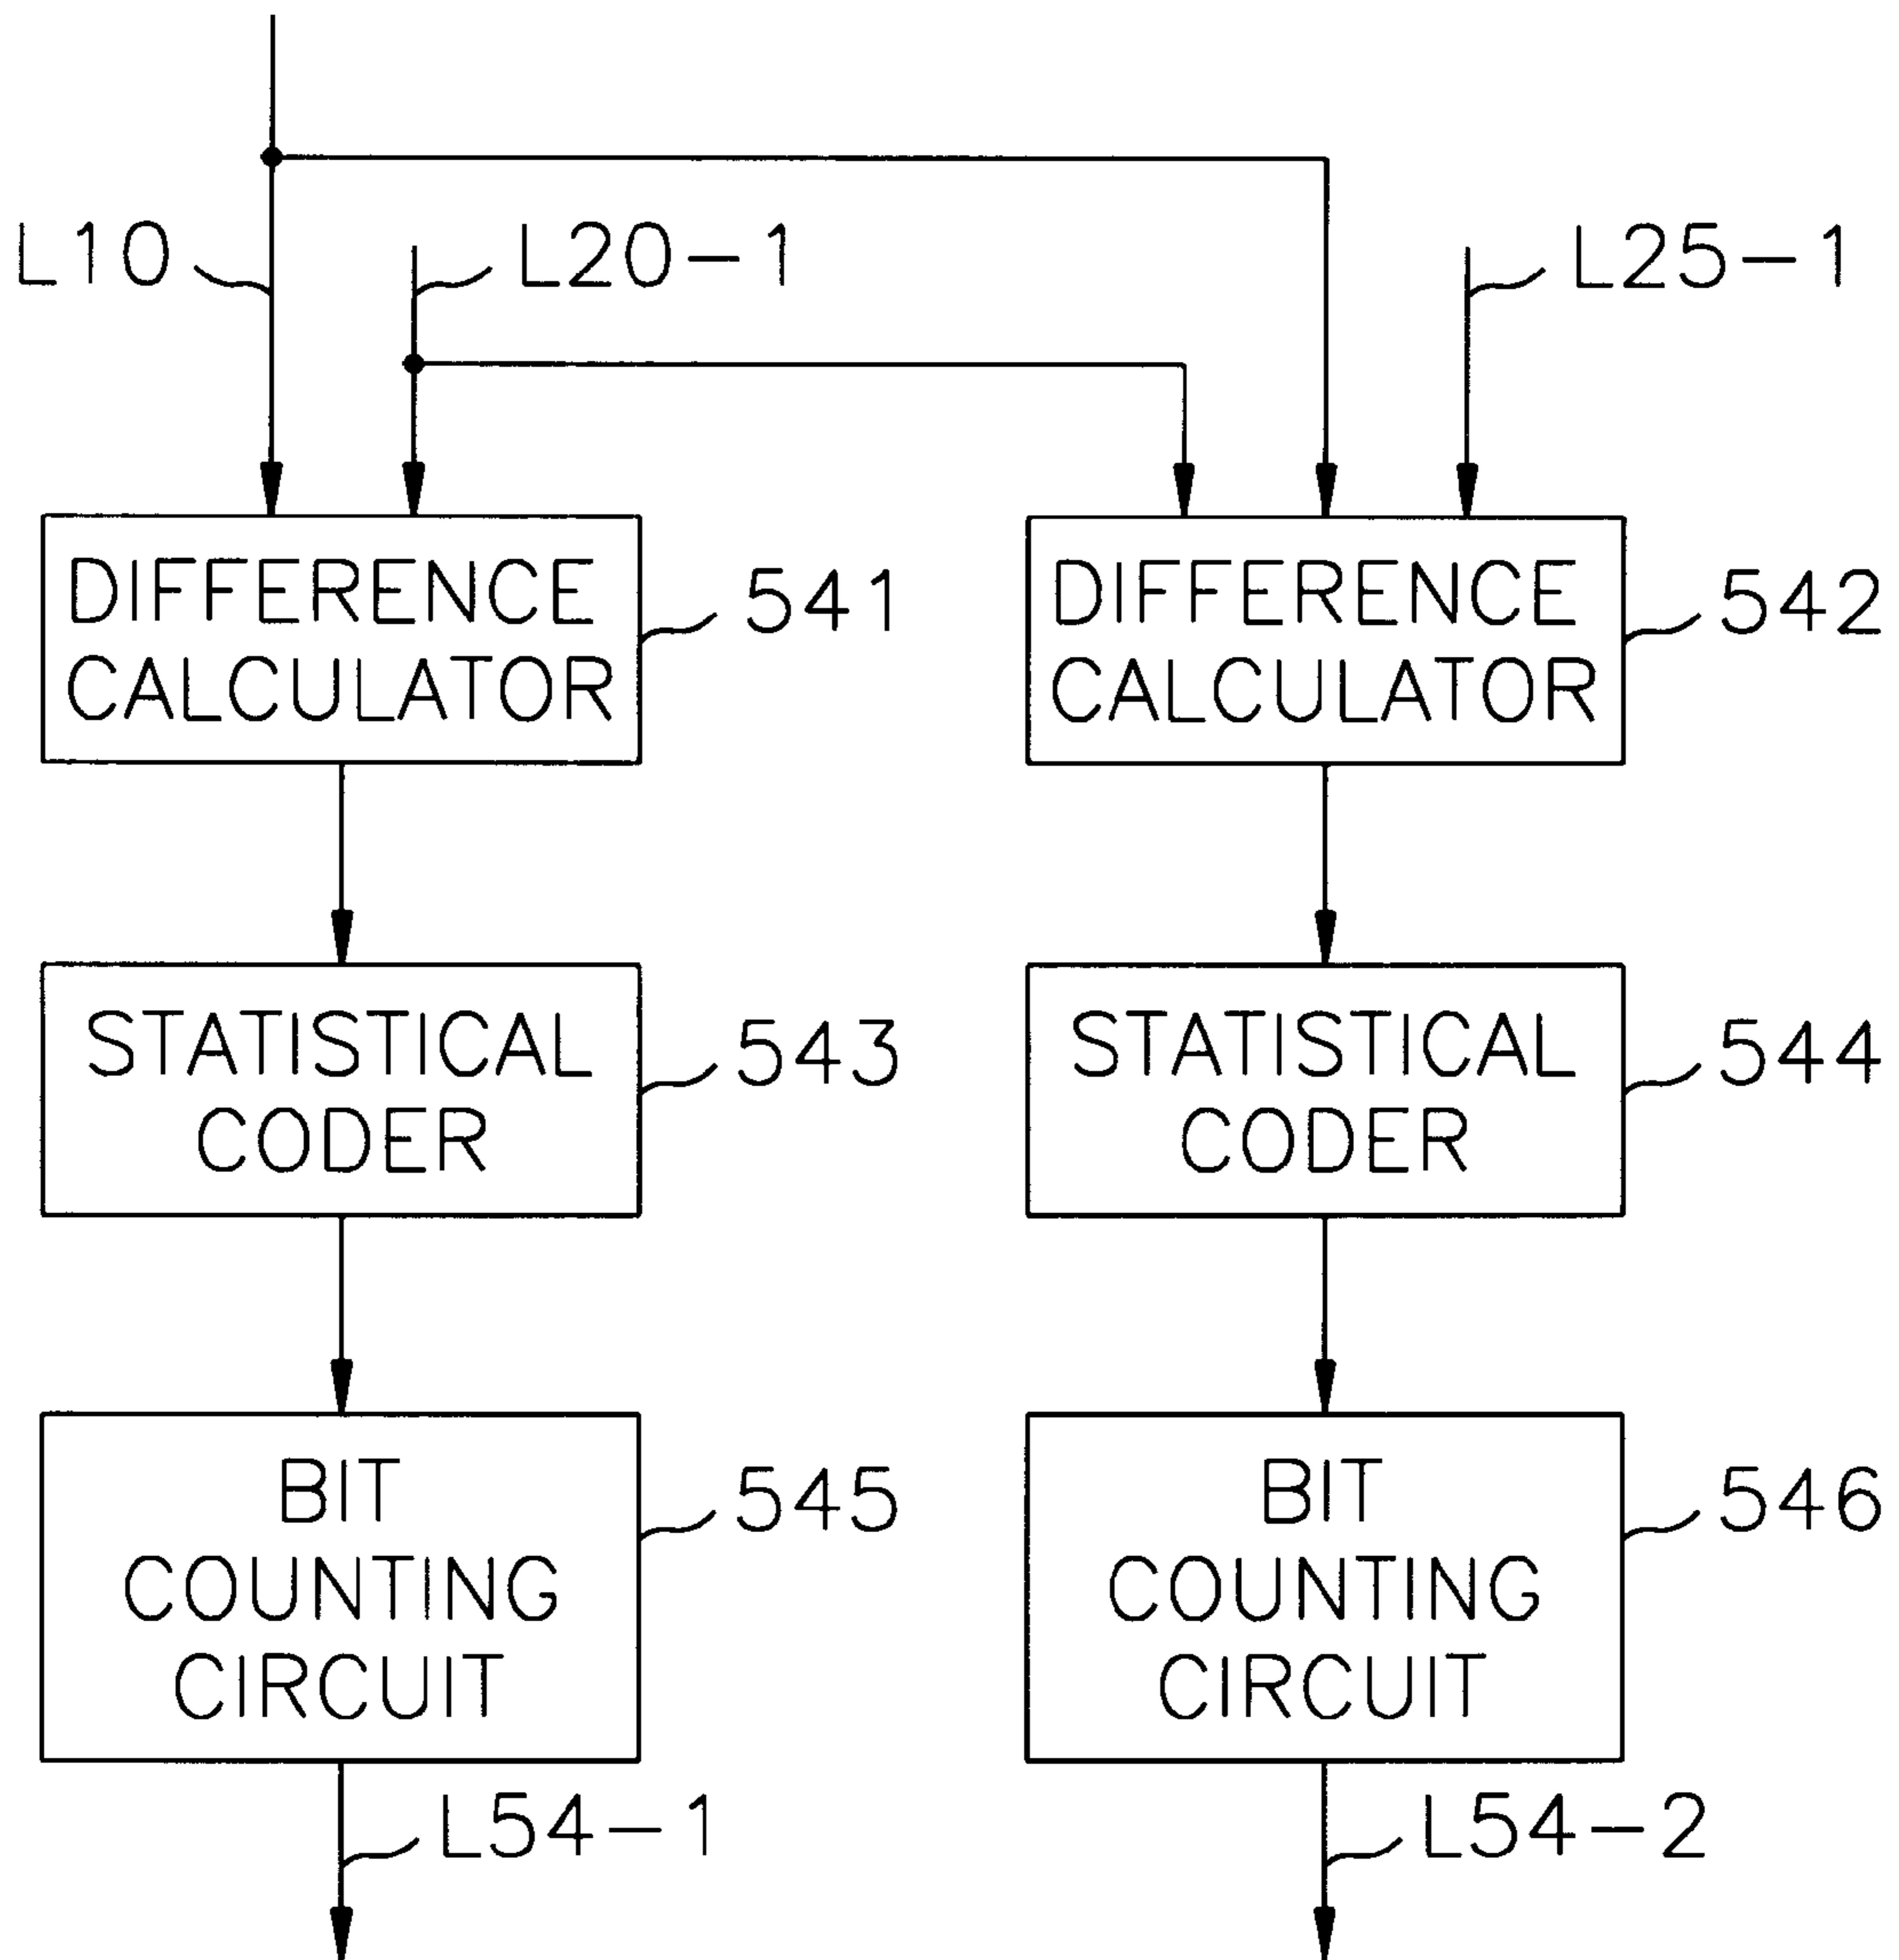 L10
L20-1
L25-1
DIFFERENCE
CALCULATOR
541
DIFFERENCE
CALCULATOR
542
STATISTICAL
CODER
543
STATISTICAL
CODER
544
BIT
COUNTING
CIRCUIT
545
BIT
COUNTING
CIRCUIT
546
L54-1
L54-2